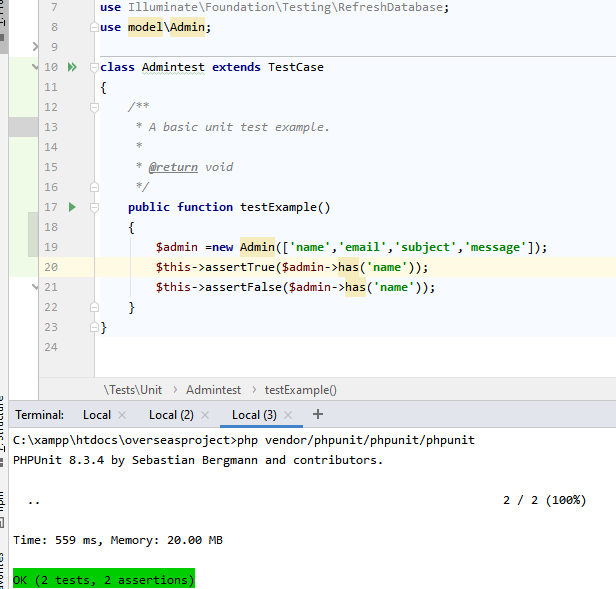 7 use Illuminate\Foundation\Testing\RefreshDatabase;
8 use model\Admin;
9
10 class Admintest extends TestCase
11 {
12 /**
13 * A basic unit test example.
14 *
15 * @return void
16 */
17 public function testExample()
18 {
19 $admin =new Admin(['name','email','subject','message']);
20 $this->assertTrue($admin->has('name'));
21 $this->assertFalse($admin->has('name'));
22 }
23 }
24
\Tests\Unit › Admintest › testExample()
Terminal: Local × Local (2) × Local (3) × +
C:\xampp\htdocs\overseasproject>php vendor/phpunit/phpunit/phpunit
PHPUnit 8.3.4 by Sebastian Bergmann and contributors.
.. 2 / 2 (100%)
Time: 559 ms, Memory: 20.00 MB
OK (2 tests, 2 assertions)
npm